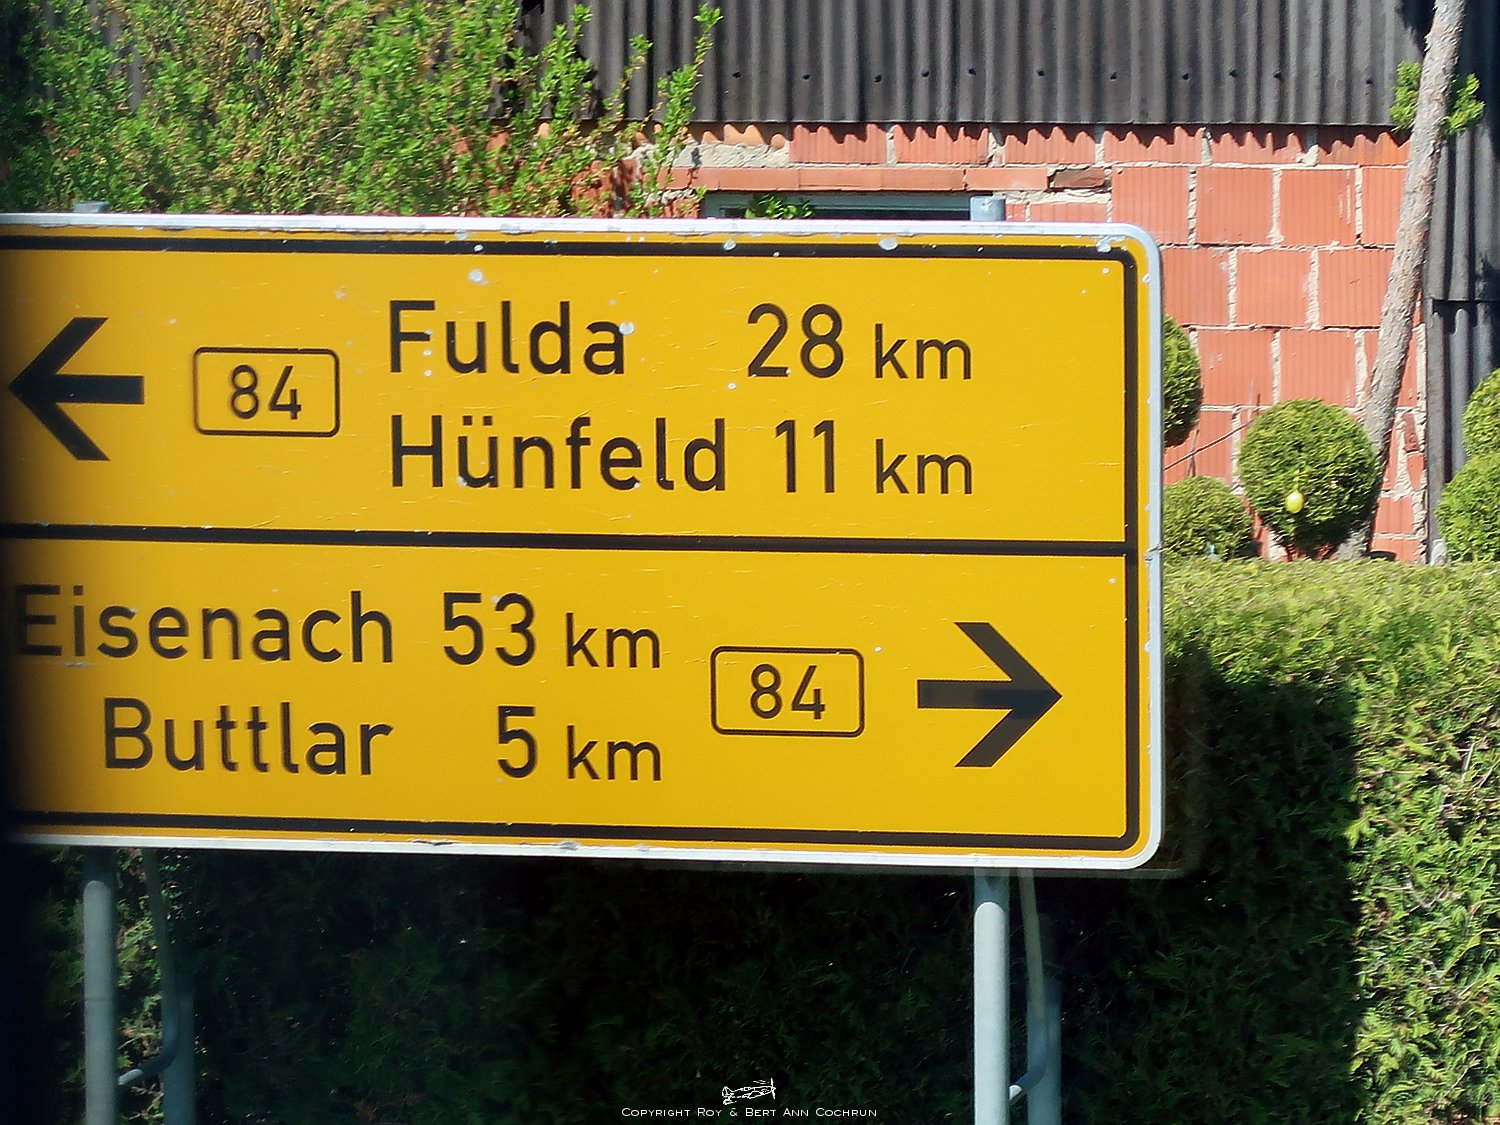 84
Fulda 28 km
Hünfeld 11 km
Eisenach 53 km
Buttlar 5 km
84
Copyright Roy & Bert Ann Cochrun